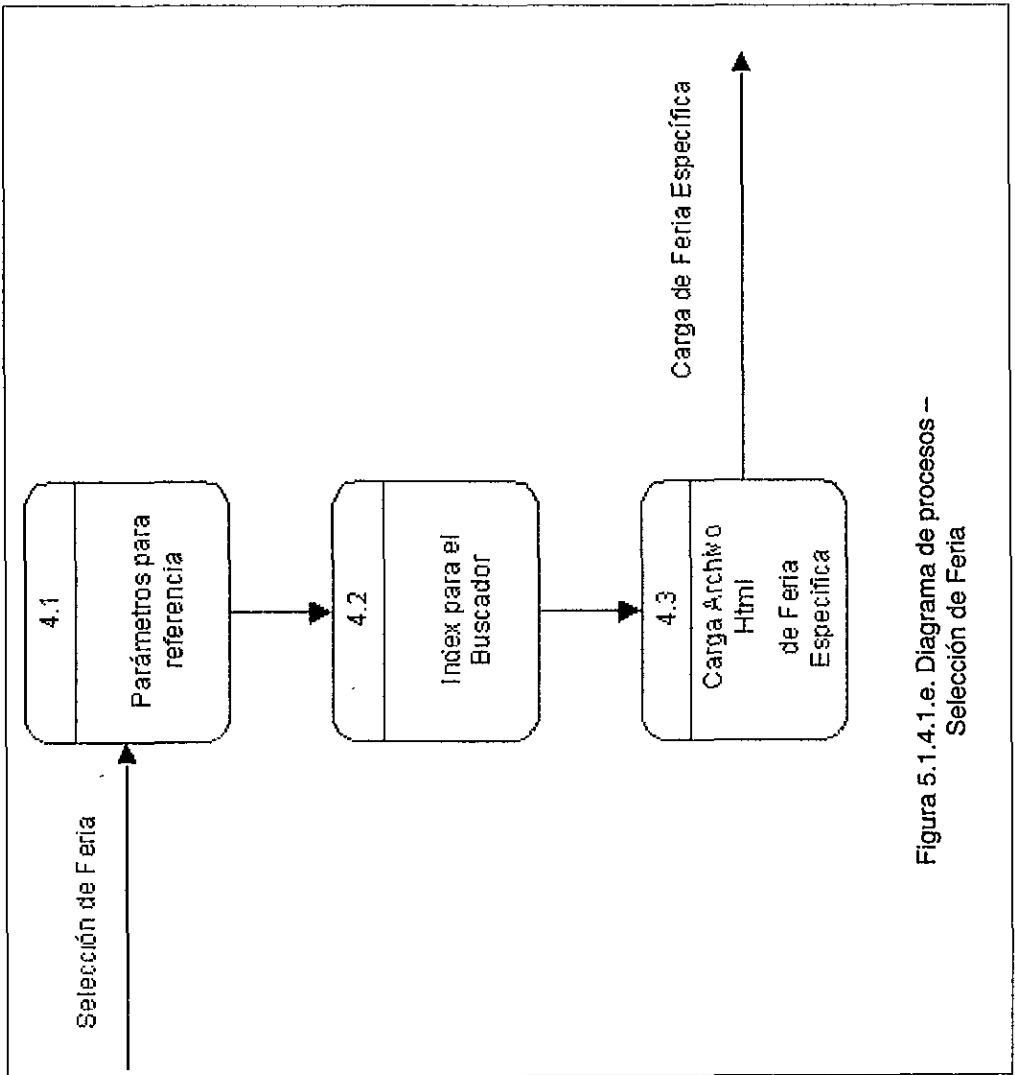 Selección de Feria
4.1
Parámetros para
referencia
4.2
Index para el
Buscador
4.3
Carga Archivo
Html
de Feria
Específica
Carga de Feria Específica
Figura 5.1.4.1.e. Diagrama de procesos –
Selección de Feria